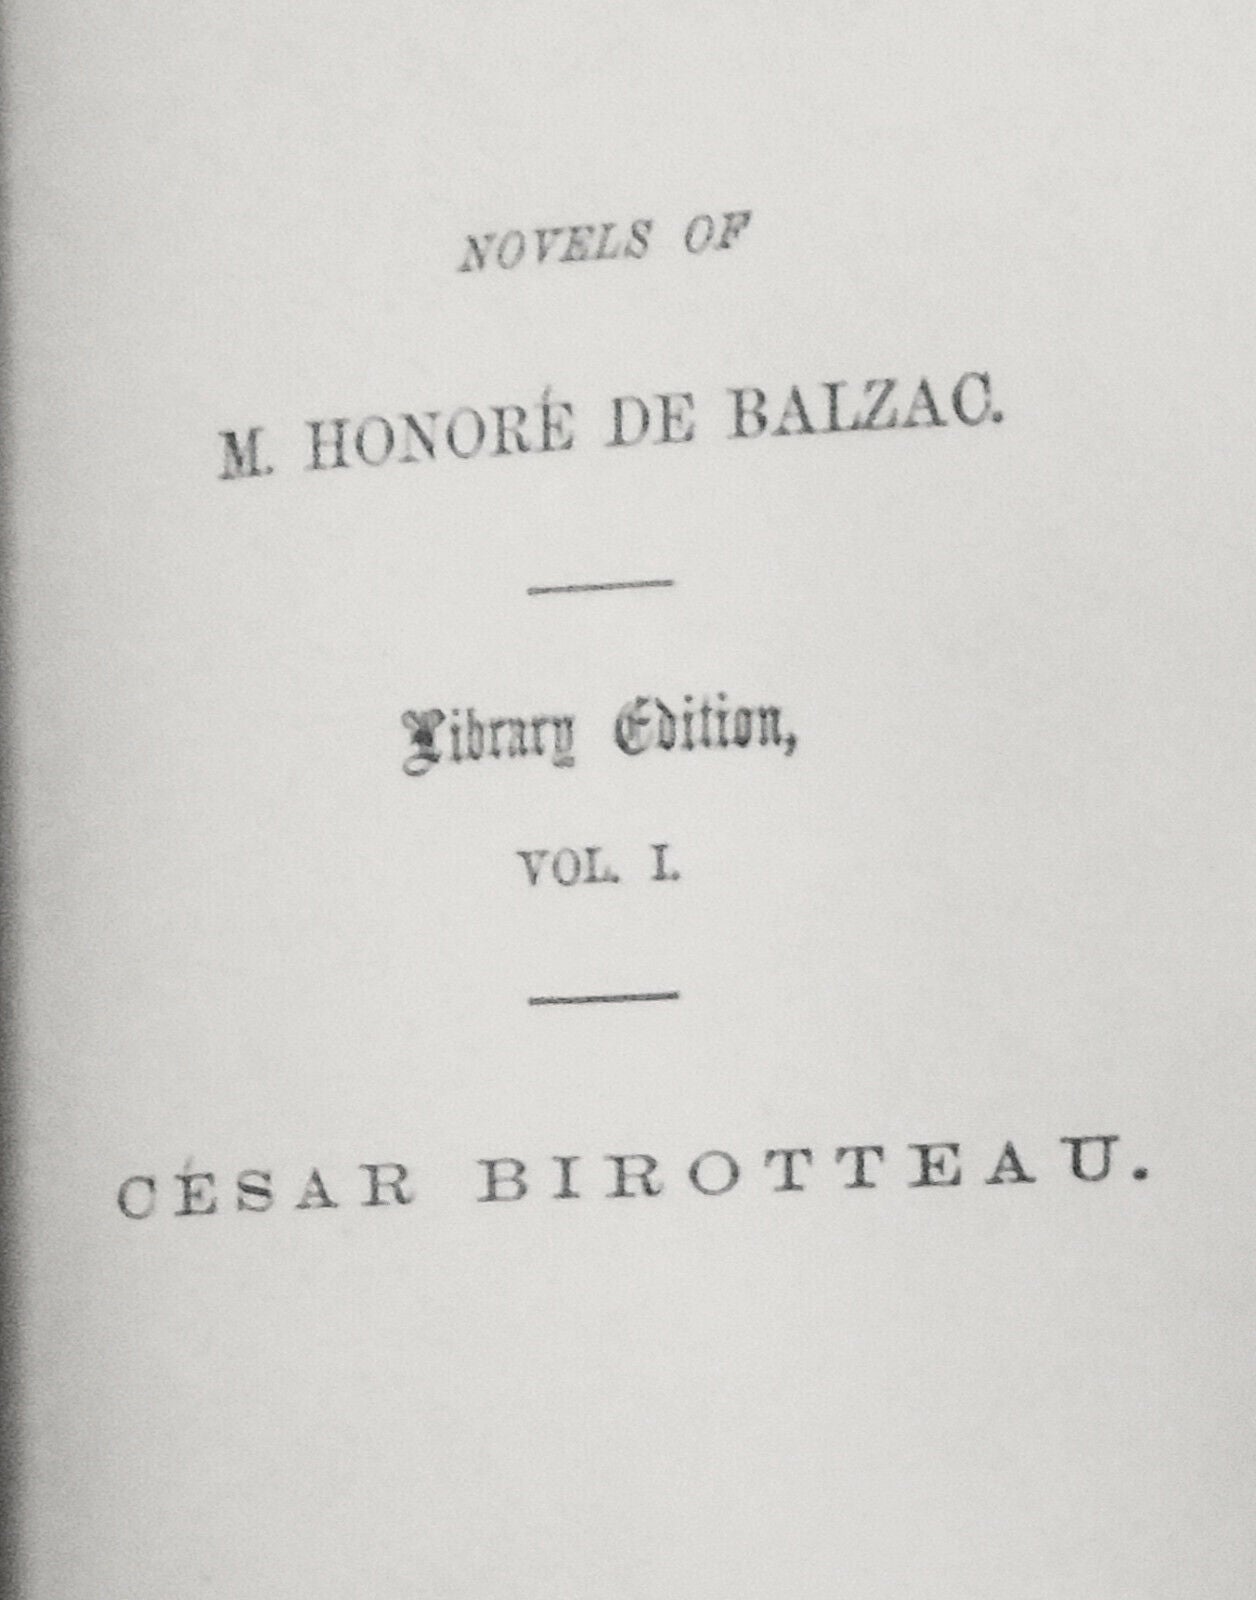 NOVELS OF
M. HONORÉ DE BALZAC.
Library Edition,
VOL. I.
CÉSAR BIROTTEAU.